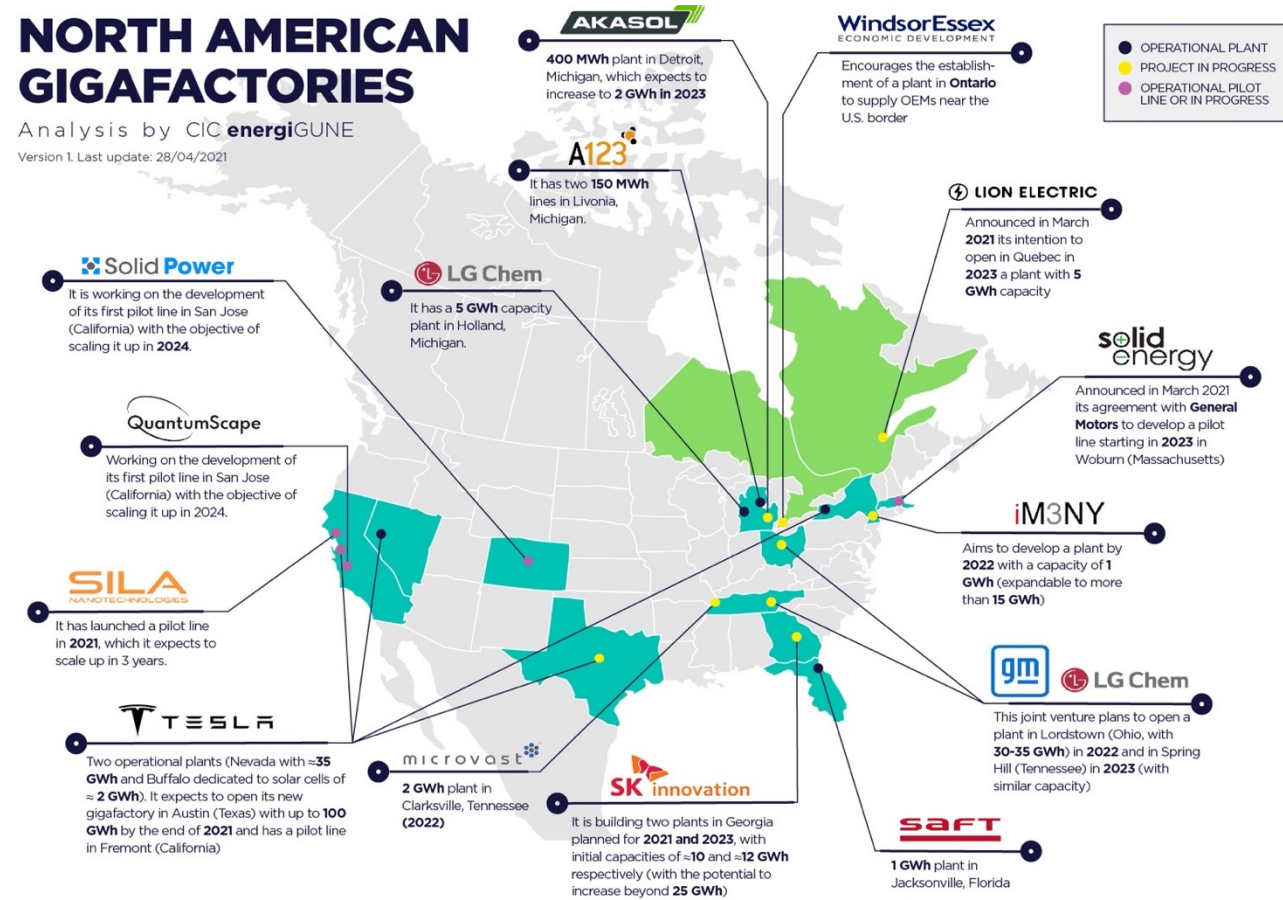 NORTH AMERICAN
GIGAFACTORIES
Analysis by CIC energiGUNE
Version 1. Last update: 28/04/2021
AKASOL
400 MWh plant in Detroit,
Michigan, which expects to
increase to 2 GWh in 2023
WindsorEssex
ECONOMIC DEVELOPMENT
Encourages the establish-
ment of a plant in Ontario
to supply OEMs near the
U.S. border
OPERATIONAL PLANT
PROJECT IN PROGRESS
OPERATIONAL PILOT
LINE OR IN PROGRESS
A123
It has two 150 MWh
lines in Livonia,
Michigan.
LION ELECTRIC
Announced in March
2021 its intention to
open in Quebec in
2023 a plant with 5
GWh capacity
Solid Power
It is working on the development
of its first pilot line in San Jose
(California) with the objective of
scaling it up in 2024.
LG Chem
It has a 5 GWh capacity
plant in Holland,
Michigan.
solid
energy
Announced in March 2021
its agreement with General
Motors to develop a pilot
line starting in 2023 in
Woburn (Massachusetts)
QuantumScape
Working on the development of
its first pilot line in San Jose
(California) with the objective of
scaling it up in 2024.
iM3NY
Aims to develop a plant by
2022 with a capacity of 1
GWh (expandable to more
than 15 GWh)
SILA
NANOTECHNOLOGIES
It has launched a pilot line
in 2021, which it expects to
scale up in 3 years.
gm LG Chem
This joint venture plans to open a
plant in Lordstown (Ohio, with
30-35 GWh) in 2022 and in Spring
Hill (Tennessee) in 2023 (with
similar capacity)
TESLA
Two operational plants (Nevada with ≈35
GWh and Buffalo dedicated to solar cells of
≈ 2 GWh). It expects to open its new
gigafactory in Austin (Texas) with up to 100
GWh by the end of 2021 and has a pilot line
in Fremont (California)
microvast
2 GWh plant in
Clarksville, Tennessee
(2022)
SK innovation
It is building two plants in Georgia
planned for 2021 and 2023, with
initial capacities of ≈10 and ≈12 GWh
respectively (with the potential to
increase beyond 25 GWh)
saft
1 GWh plant in
Jacksonville, Florida